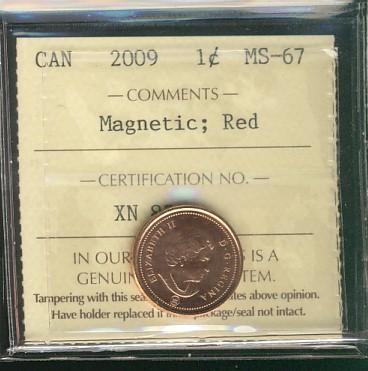 CAN 2009 1¢ MS-67
— COMMENTS —
Magnetic; Red
— CERTIFICATION NO. —
XN
IN OUR IS A
GENUIN TEM.
Tampering with this sea tes above opinion.
Have holder replaced if kage/seal not intact.
ELIZABETH II D·G·REGINA